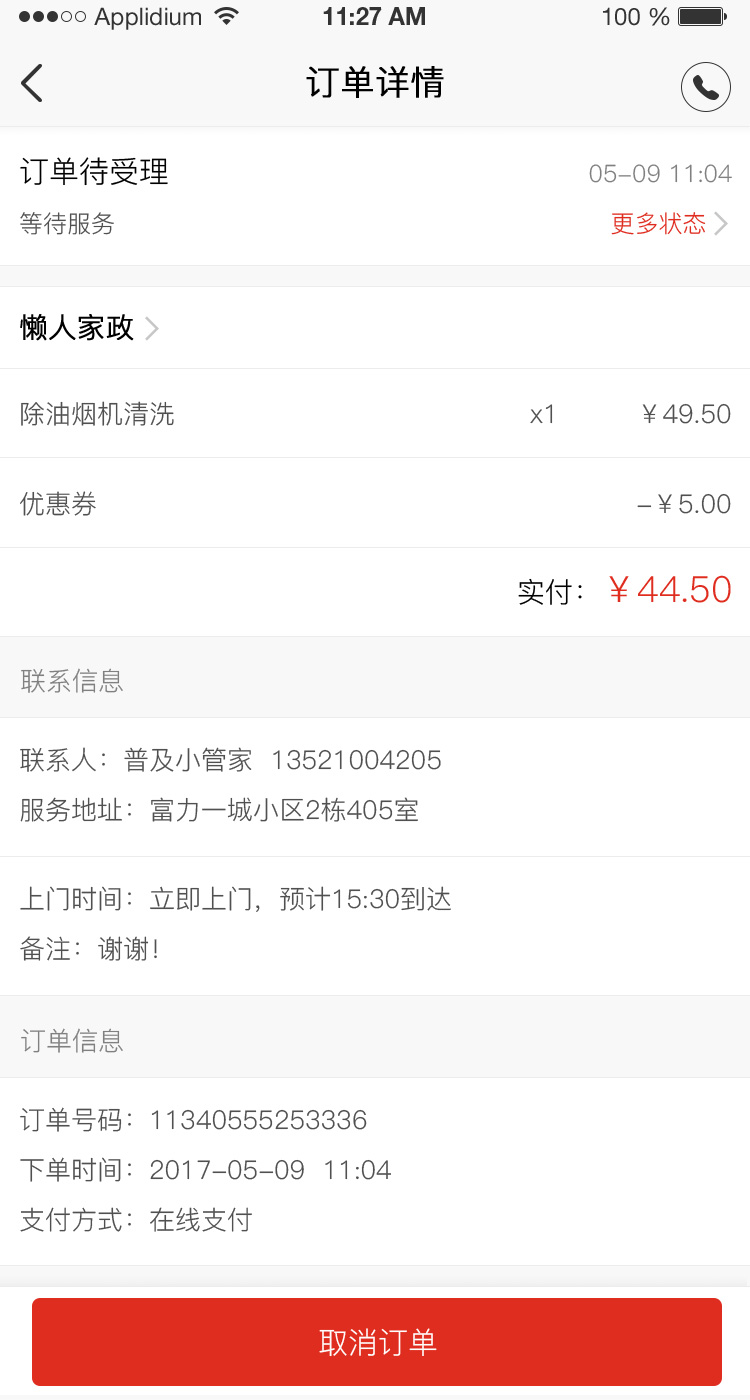 Applidium 11:27 AM 100 %
订单详情
订单待受理 05-09 11:04
等待服务 更多状态
懒人家政
除油烟机清洗 x1 ¥49.50
优惠券 -¥5.00
实付：¥44.50
联系信息
联系人：普及小管家 13521004205
服务地址：富力一城小区2栋405室
上门时间：立即上门，预计15:30到达
备注：谢谢！
订单信息
订单号码：11340555253336
下单时间：2017-05-09 11:04
支付方式：在线支付
取消订单